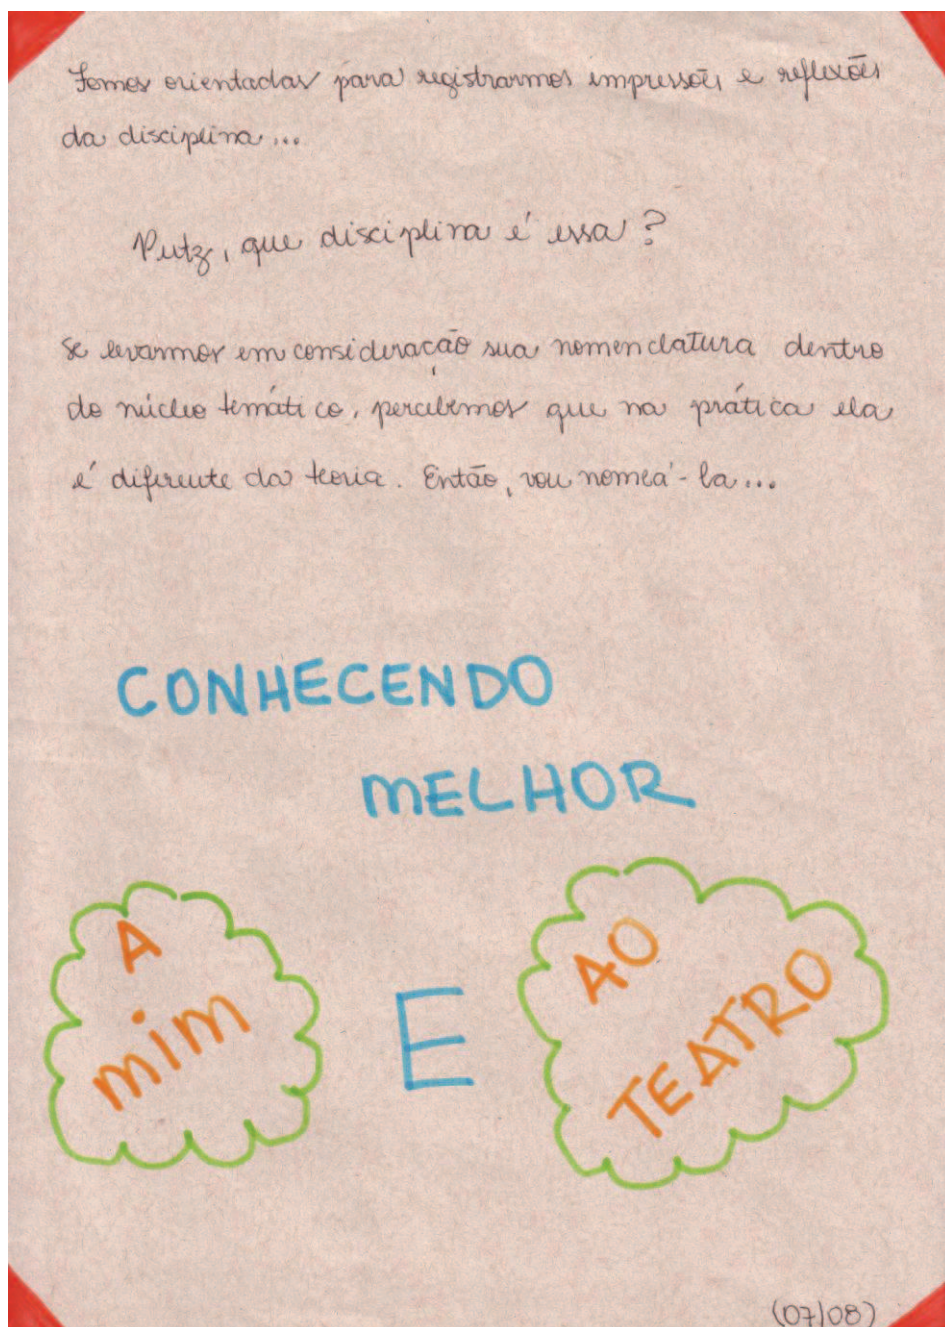 Fomos orientadas para registrarmos impressões e reflexões
da disciplina...
Putz, que disciplina é essa?
Se levarmos em consideração sua nomenclatura dentro
do núcleo temático, percebemos que na prática ela
é diferente da teoria. Então, vou nomeá-la...
CONHECENDO
MELHOR
A
mim
E
AO
TEATRO
(07/08)